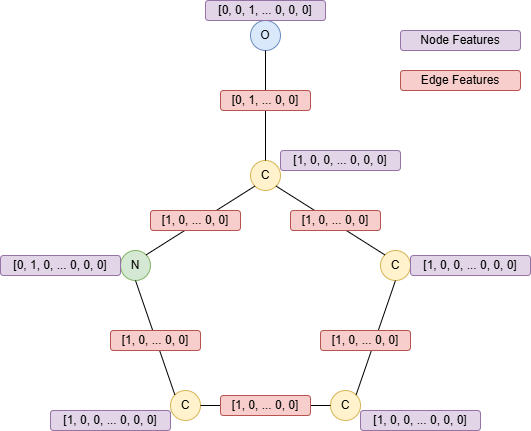 [0, 0, 1, ... 0, 0, 0]
O
Node Features
Edge Features
[0, 1, ... 0, 0]
[1, 0, 0, ... 0, 0, 0]
C
[1, 0, ... 0, 0]
[1, 0, ... 0, 0]
[0, 1, 0, ... 0, 0, 0]
N
C
[1, 0, 0, ... 0, 0, 0]
[1, 0, ... 0, 0]
[1, 0, ... 0, 0]
C
[1, 0, ... 0, 0]
C
[1, 0, 0, ... 0, 0, 0]
[1, 0, 0, ... 0, 0, 0]